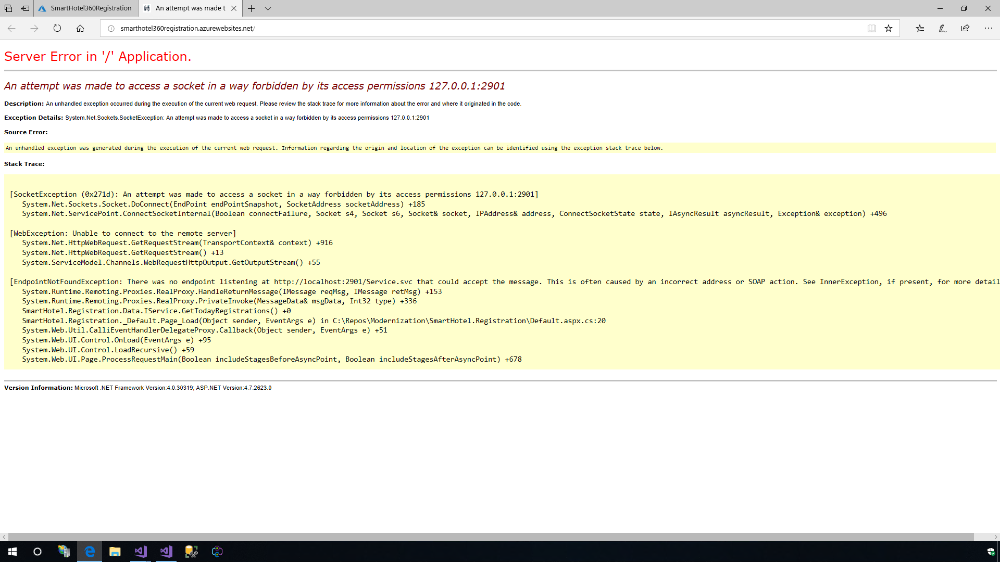 SmartHotel360Registration
An attempt was made t
smarthotel360registration.azurewebsites.net/
Server Error in '/' Application.
An attempt was made to access a socket in a way forbidden by its access permissions 127.0.0.1:2901
Description: An unhandled exception occurred during the execution of the current web request. Please review the stack trace for more information about the error and where it originated in the code.
Exception Details: System.Net.Sockets.SocketException: An attempt was made to access a socket in a way forbidden by its access permissions 127.0.0.1:2901
Source Error:
An unhandled exception was generated during the execution of the current web request. Information regarding the origin and location of the exception can be identified using the exception stack trace below.
Stack Trace:
[SocketException (0x271d): An attempt was made to access a socket in a way forbidden by its access permissions 127.0.0.1:2901]
System.Net.Sockets.Socket.DoConnect(EndPoint endPointSnapshot, SocketAddress socketAddress) +185
System.Net.ServicePoint.ConnectSocketInternal(Boolean connectFailure, Socket s4, Socket s6, Socket& socket, IPAddress& address, ConnectSocketState state, IAsyncResult asyncResult, Exception& exception) +496
[WebException: Unable to connect to the remote server]
System.Net.HttpWebRequest.GetRequestStream(TransportContext& context) +916
System.Net.HttpWebRequest.GetRequestStream() +13
System.ServiceModel.Channels.WebRequestHttpOutput.GetOutputStream() +55
[EndpointNotFoundException: There was no endpoint listening at http://localhost:2901/Service.svc that could accept the message. This is often caused by an incorrect address or SOAP action. See InnerException, if present, for more detail
System.Runtime.Remoting.Proxies.RealProxy.HandleReturnMessage(IMessage reqMsg, IMessage retMsg) +153
System.Runtime.Remoting.Proxies.RealProxy.PrivateInvoke(MessageData& msgData, Int32 type) +336
SmartHotel.Registration.Data.IService.GetTodayRegistrations() +0
SmartHotel.Registration._Default.Page_Load(Object sender, EventArgs e) in C:\Repos\Modernization\SmartHotel.Registration\Default.aspx.cs:20
System.Web.Util.CalliEventHandlerDelegateProxy.Callback(Object sender, EventArgs e) +51
System.Web.UI.Control.OnLoad(EventArgs e) +95
System.Web.UI.Control.LoadRecursive() +59
System.Web.UI.Page.ProcessRequestMain(Boolean includeStagesBeforeAsyncPoint, Boolean includeStagesAfterAsyncPoint) +678
Version Information: Microsoft .NET Framework Version:4.0.30319; ASP.NET Version:4.7.2623.0